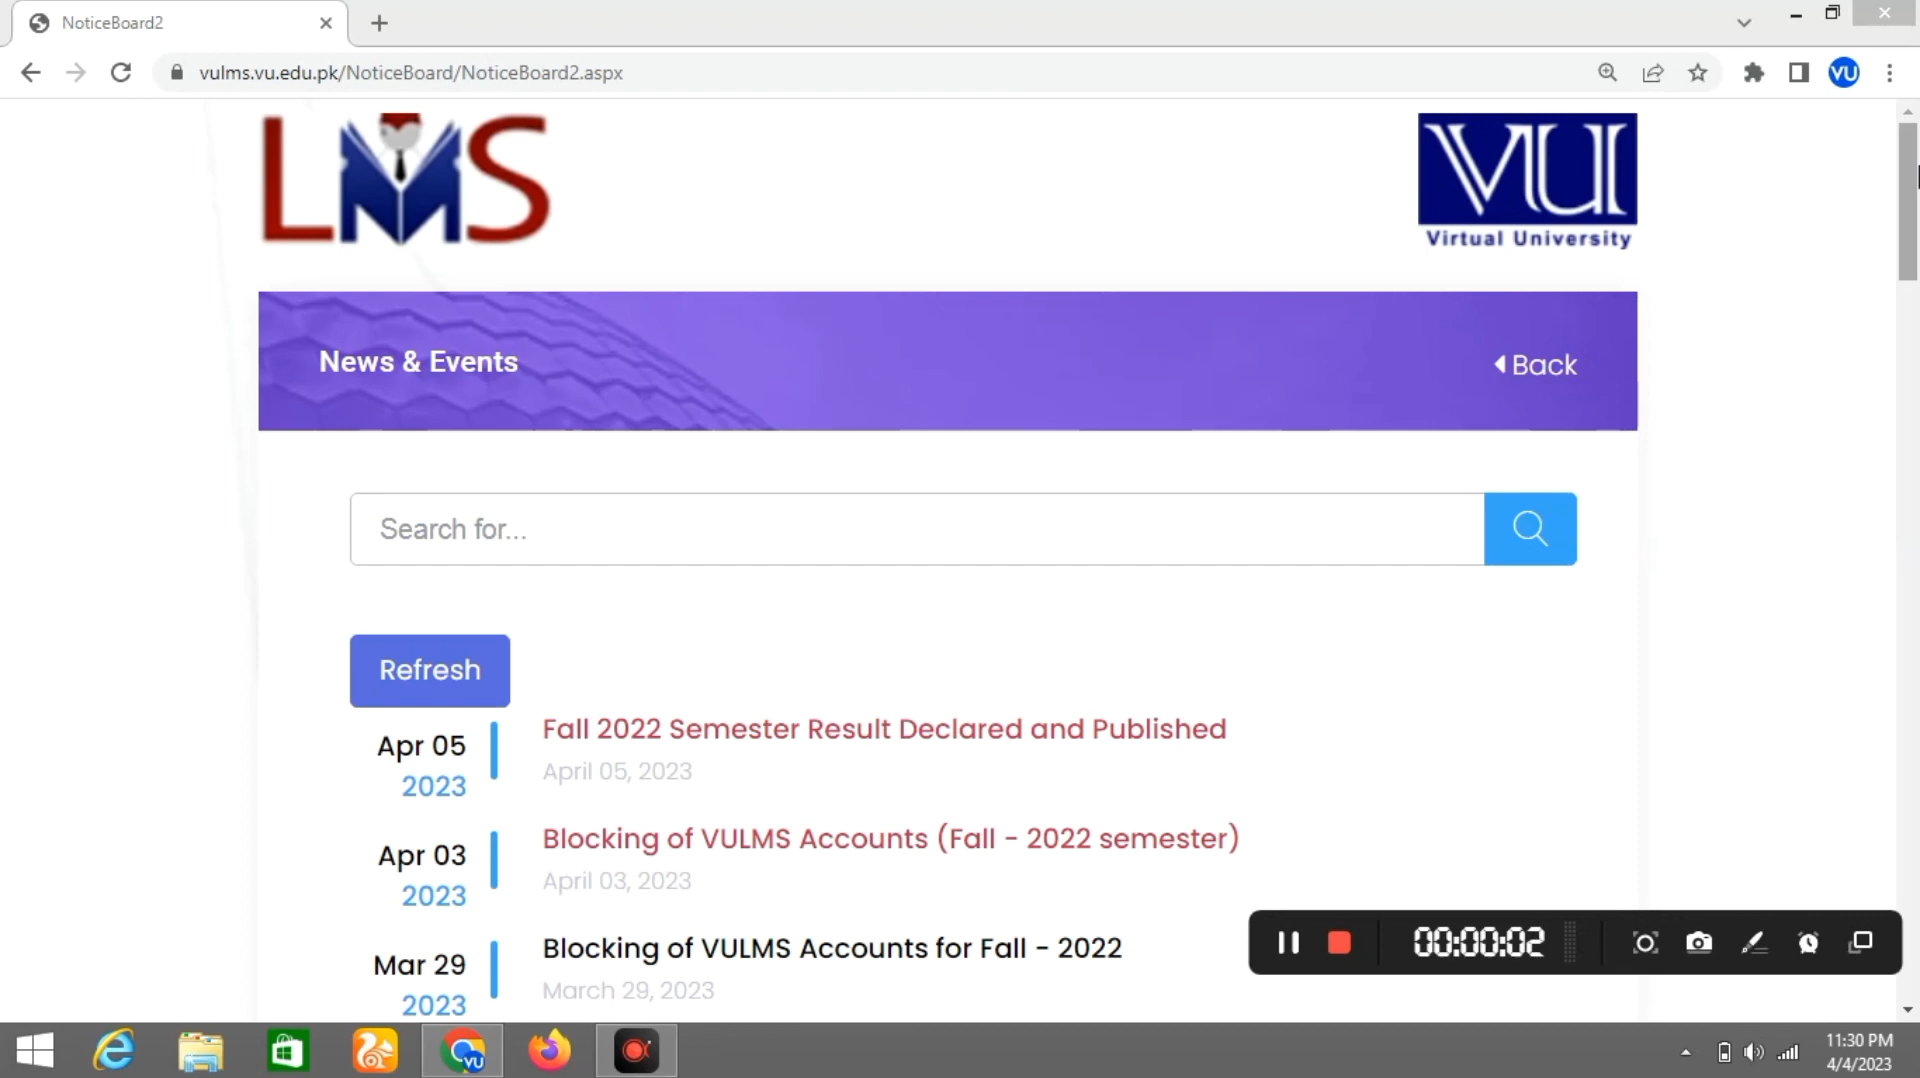 NoticeBoard2
vulms.vu.edu.pk/NoticeBoard/NoticeBoard2.aspx
VU
LMS
VU
Virtual University
News & Events
Back
Search for...
Refresh
Apr 05
2023
Fall 2022 Semester Result Declared and Published
April 05, 2023
Apr 03
2023
Blocking of VULMS Accounts (Fall - 2022 semester)
April 03, 2023
Mar 29
2023
Blocking of VULMS Accounts for Fall - 2022
March 29, 2023
00:00:02
VU
11:30 PM
4/4/2023